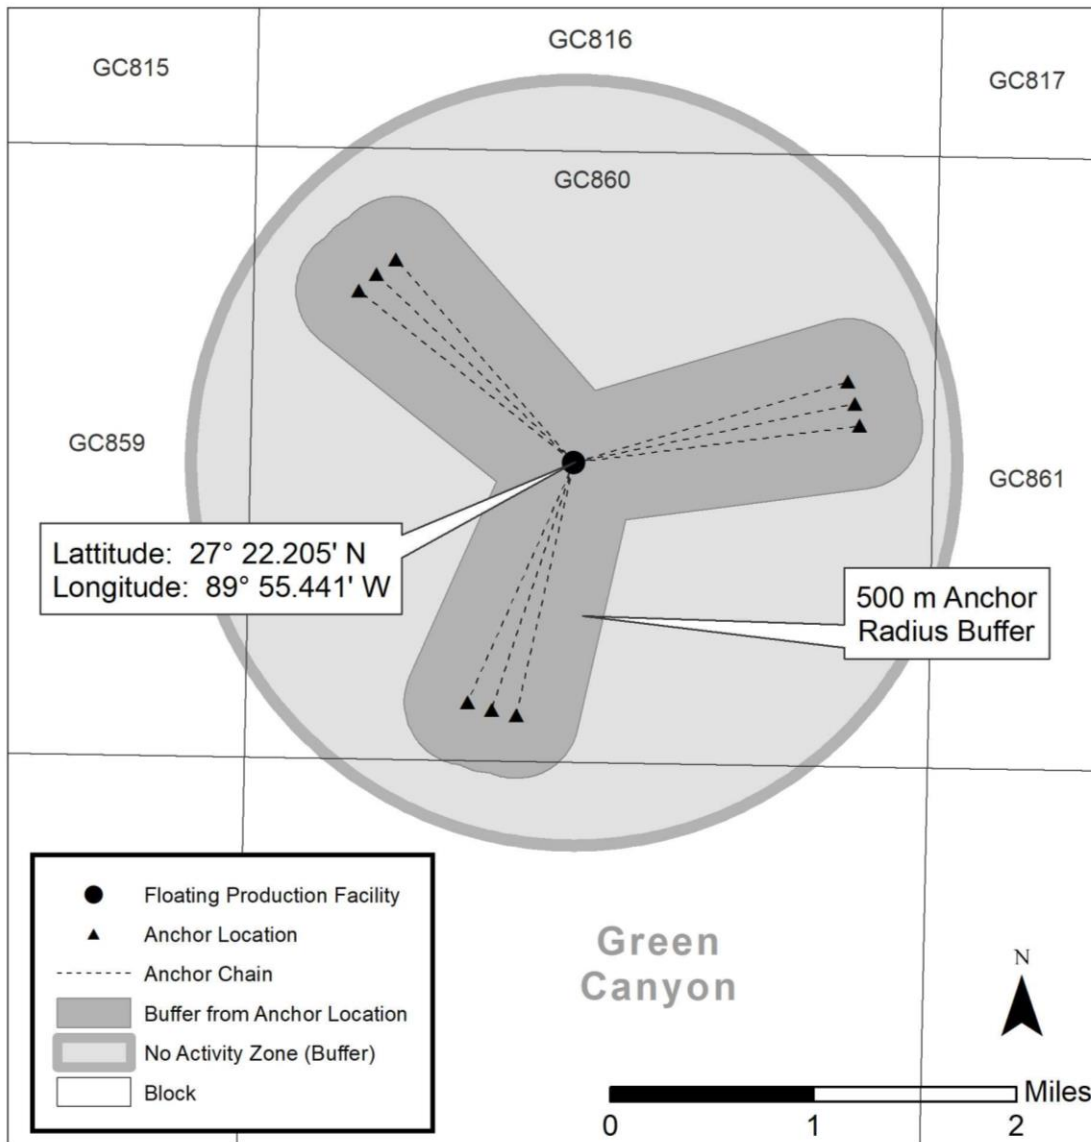 GC815
GC816
GC817
GC860
GC859
GC861
Lattitude:  27° 22.205' N
Longitude:  89° 55.441' W
500 m Anchor
Radius Buffer
Floating Production Facility
Anchor Location
Anchor Chain
Buffer from Anchor Location
No Activity Zone (Buffer)
Block
Green
Canyon
N
Miles
0
1
2